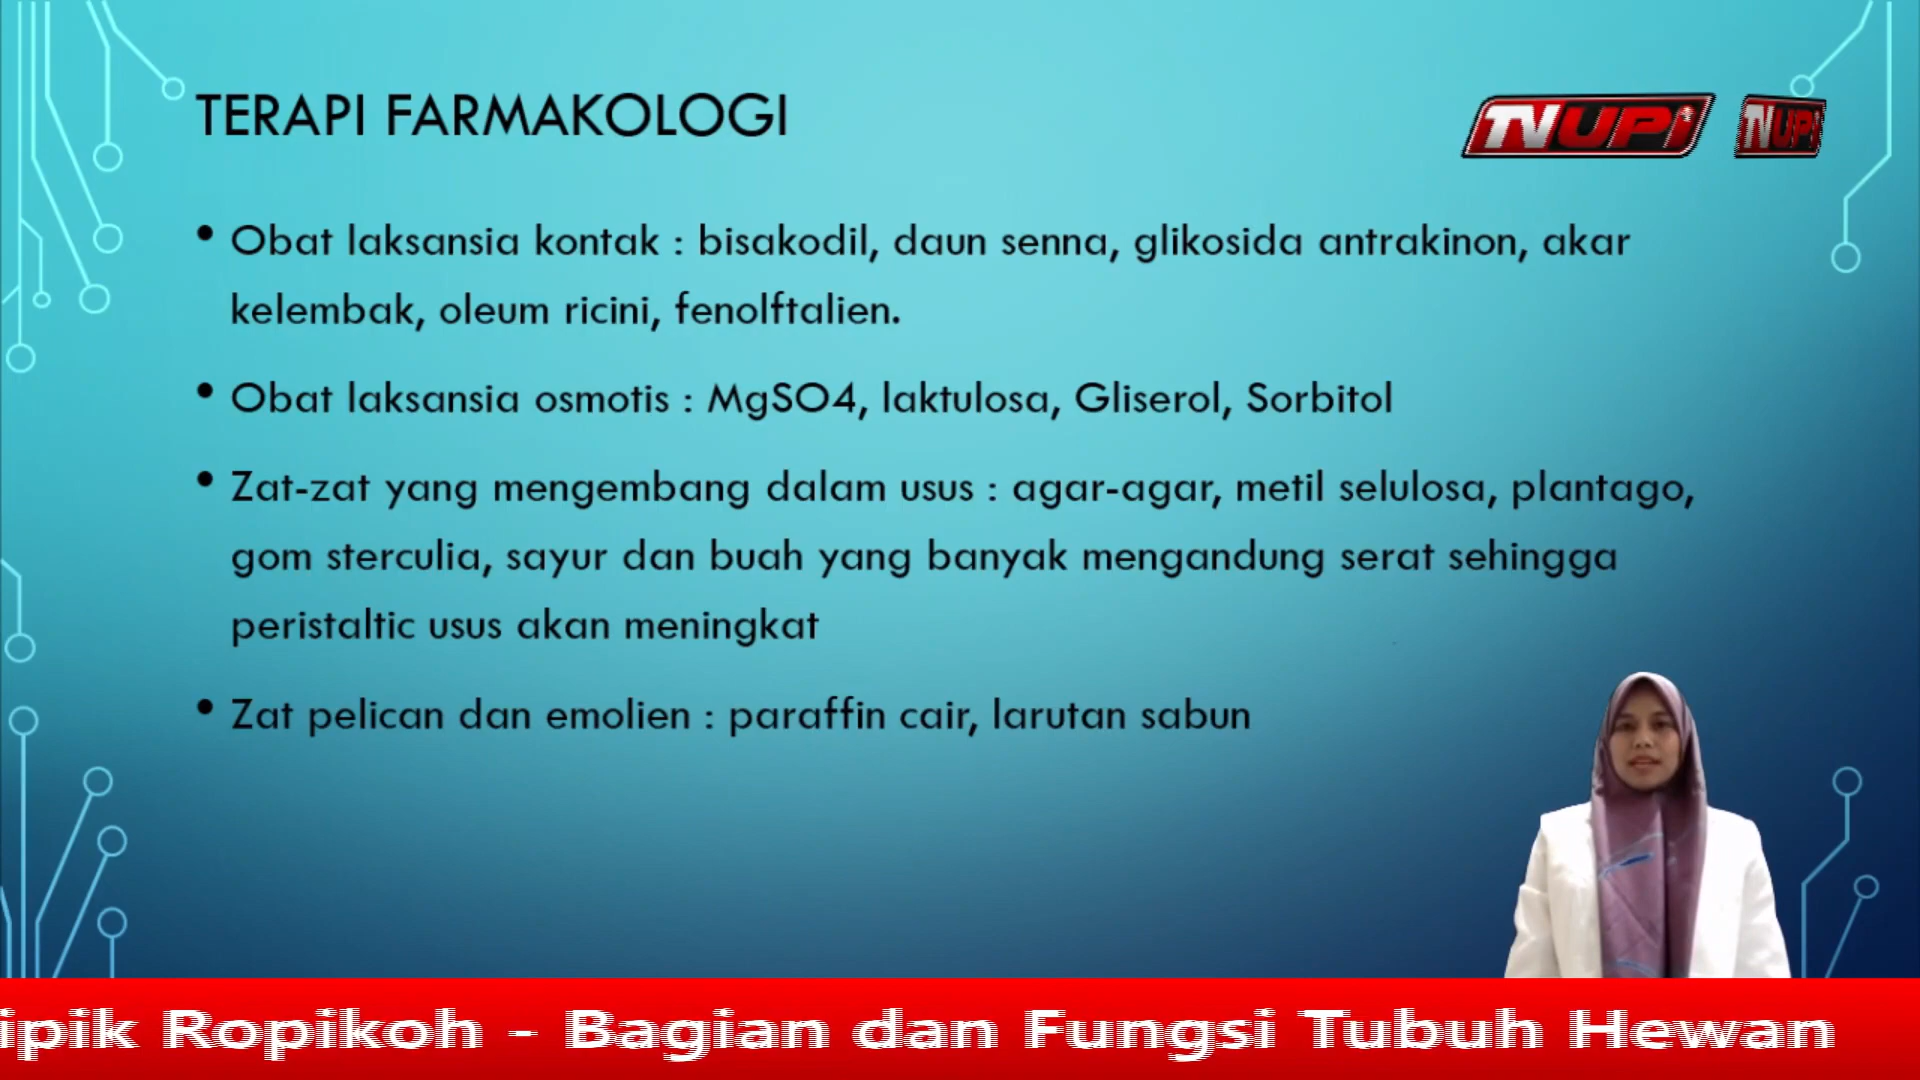 TERAPI FARMAKOLOGI
TVUPI TVUPI
• Obat laksansia kontak : bisakodil, daun senna, glikosida antrakinon, akar
kelembak, oleum ricini, fenolftalien.
• Obat laksansia osmotis : MgSO4, laktulosa, Gliserol, Sorbitol
• Zat-zat yang mengembang dalam usus : agar-agar, metil selulosa, plantago,
gom sterculia, sayur dan buah yang banyak mengandung serat sehingga
peristaltic usus akan meningkat
• Zat pelican dan emolien : paraffin cair, larutan sabun
ipik Ropikoh - Bagian dan Fungsi Tubuh Hewan